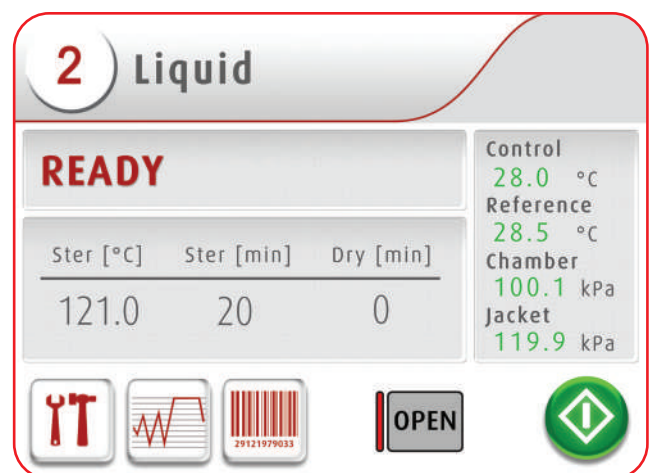 2 Liquid
READY
Ster [°C] Ster [min] Dry [min]
121.0 20 0
Control
28.0 °C
Reference
28.5 °C
Chamber
100.1 kPa
Jacket
119.9 kPa
29121979033
OPEN